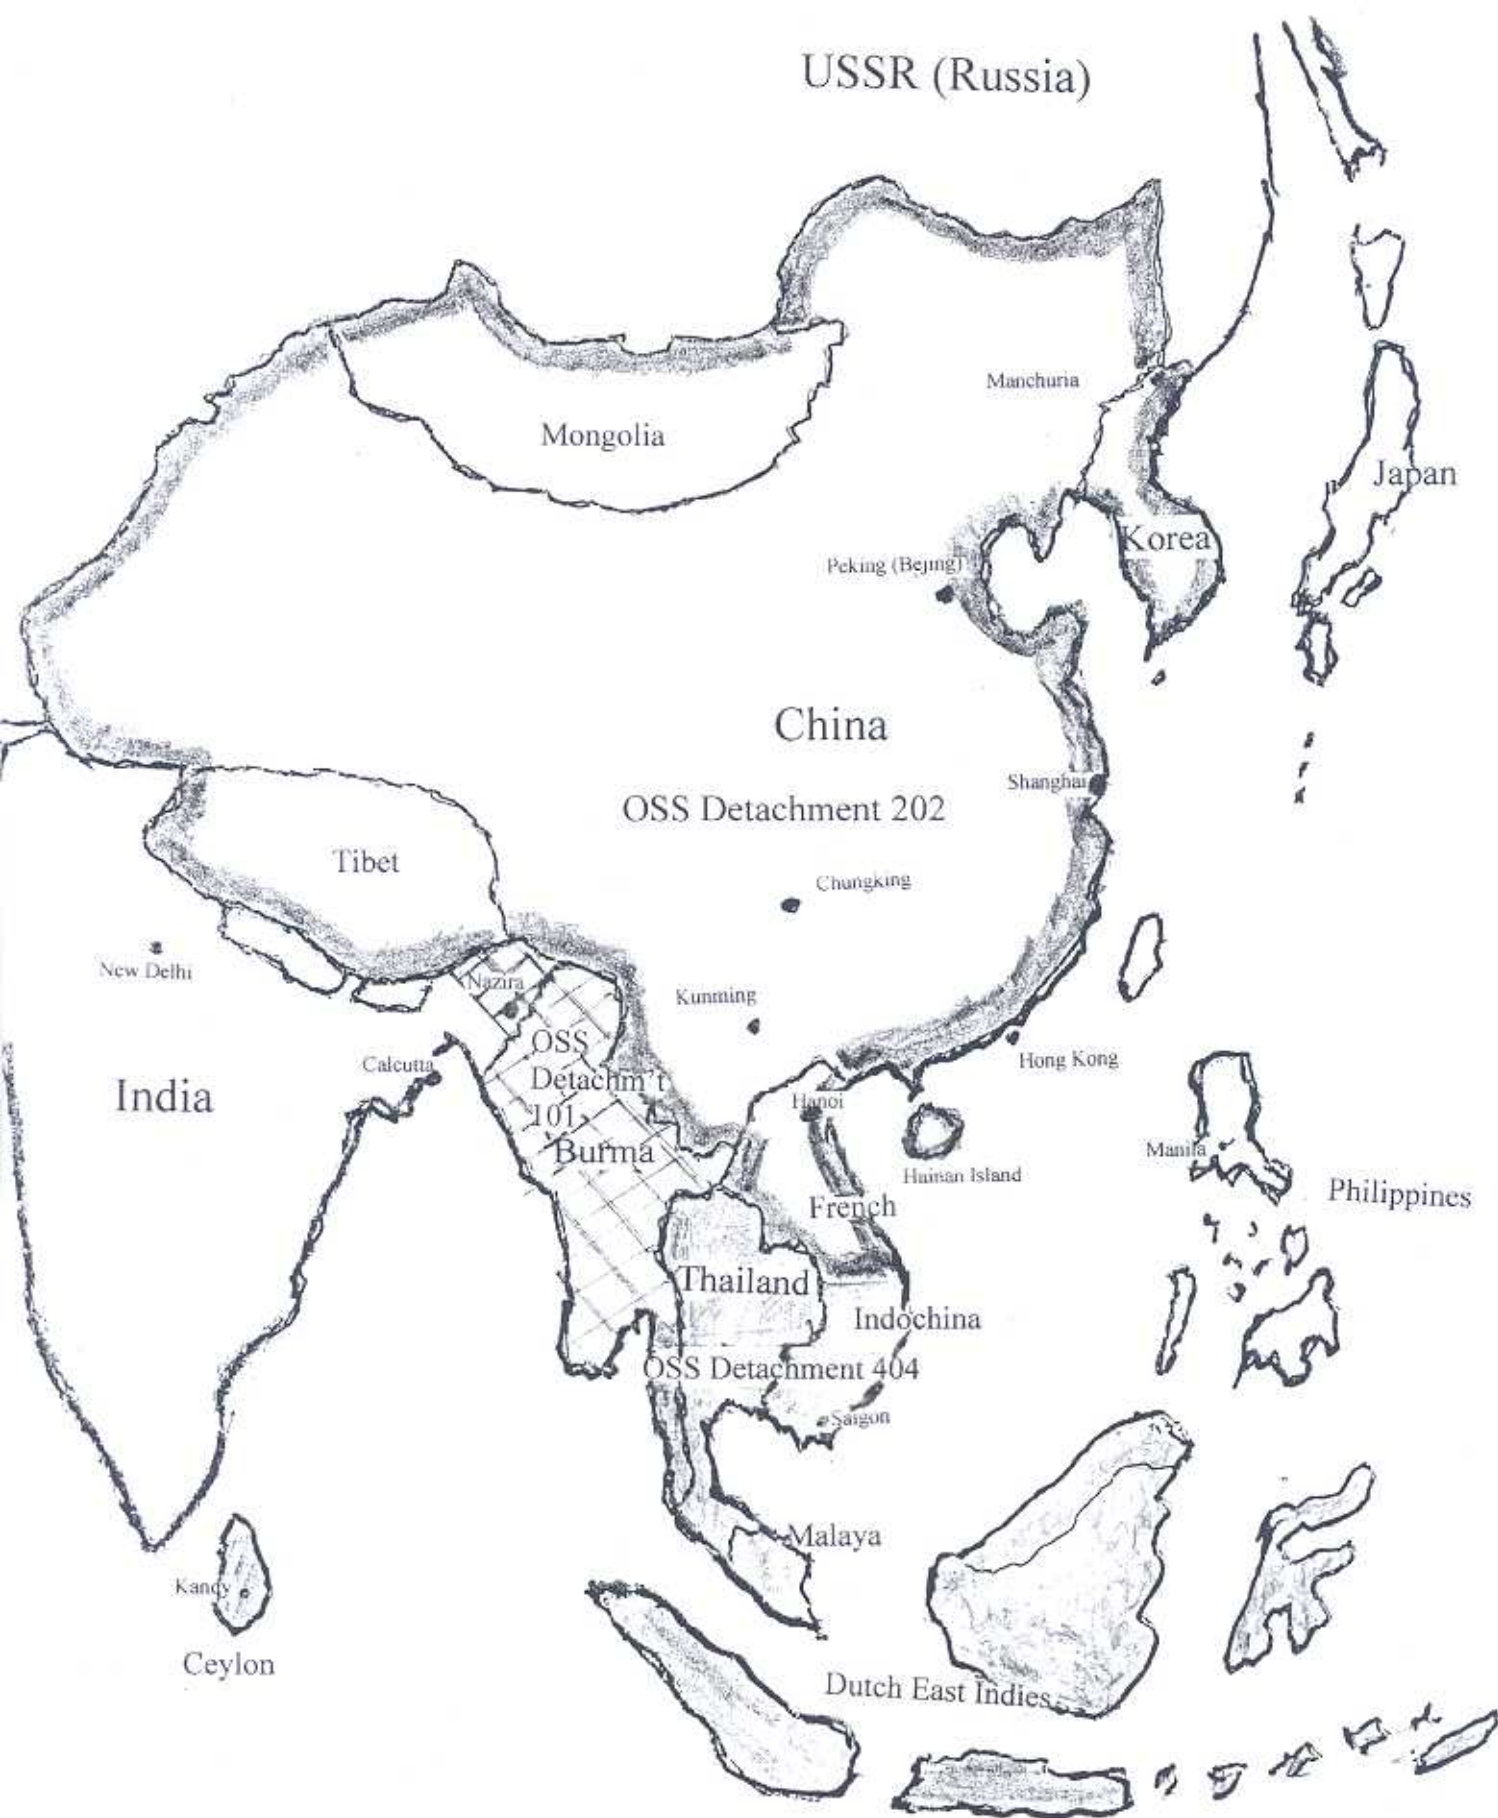 USSR (Russia)
Manchuria
Mongolia
Japan
Korea
Peking (Bejing)
China
Shanghai
OSS Detachment 202
Tibet
Chungking
New Delhi
Nazira
Kunming
OSS
Detachm't
101
Burma
Calcutta
Hong Kong
India
Hanoi
Manila
Hainan Island
Philippines
French
Thailand
Indochina
OSS Detachment 404
Saigon
Malaya
Kandy
Ceylon
Dutch East Indies